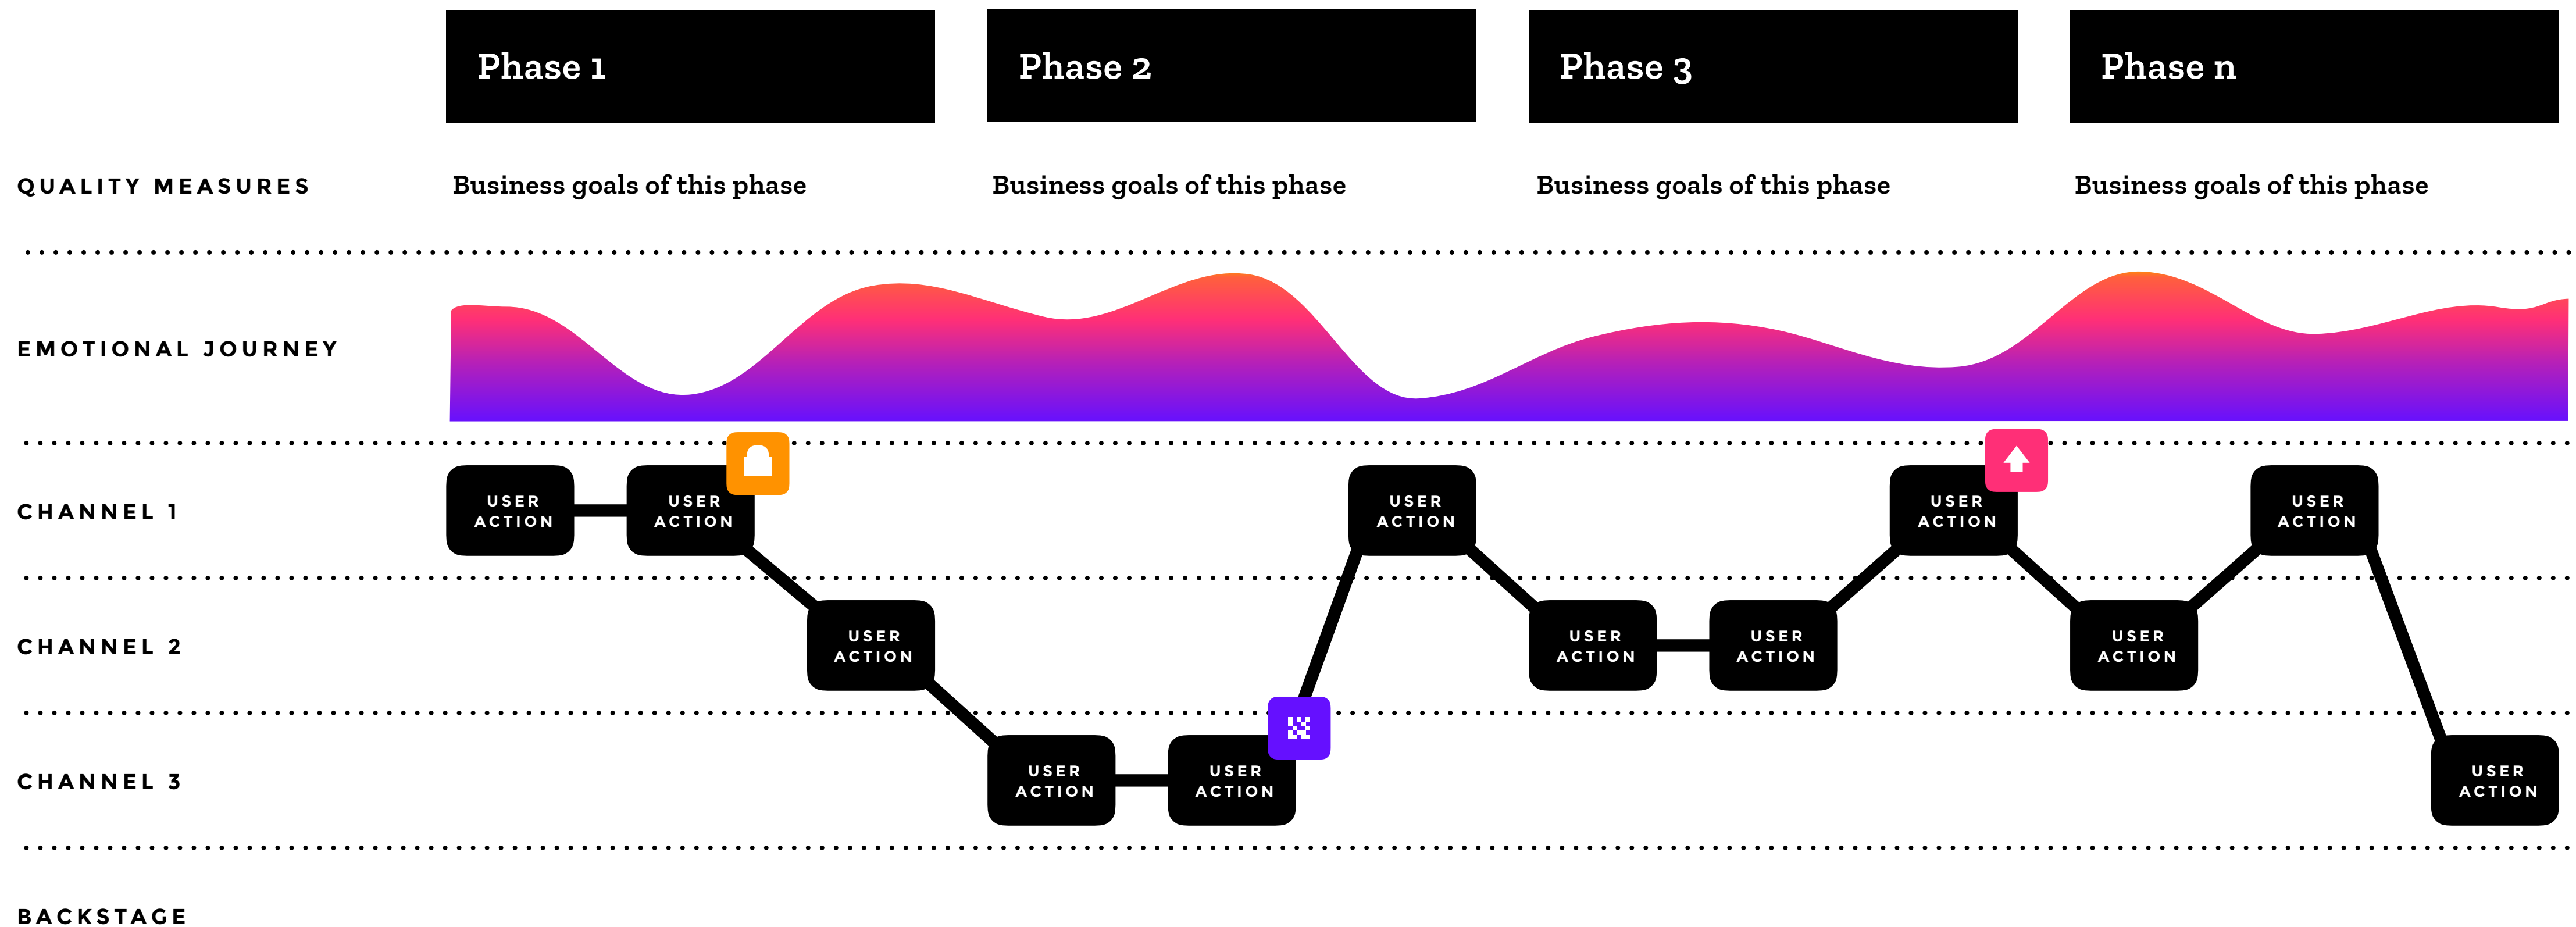 Phase 1
Phase 2
Phase 3
Phase n
QUALITY MEASURES
Business goals of this phase
Business goals of this phase
Business goals of this phase
Business goals of this phase
EMOTIONAL JOURNEY
CHANNEL 1
USER
ACTION
USER
ACTION
USER
ACTION
USER
ACTION
USER
ACTION
CHANNEL 2
USER
ACTION
USER
ACTION
USER
ACTION
USER
ACTION
CHANNEL 3
USER
ACTION
USER
ACTION
USER
ACTION
BACKSTAGE